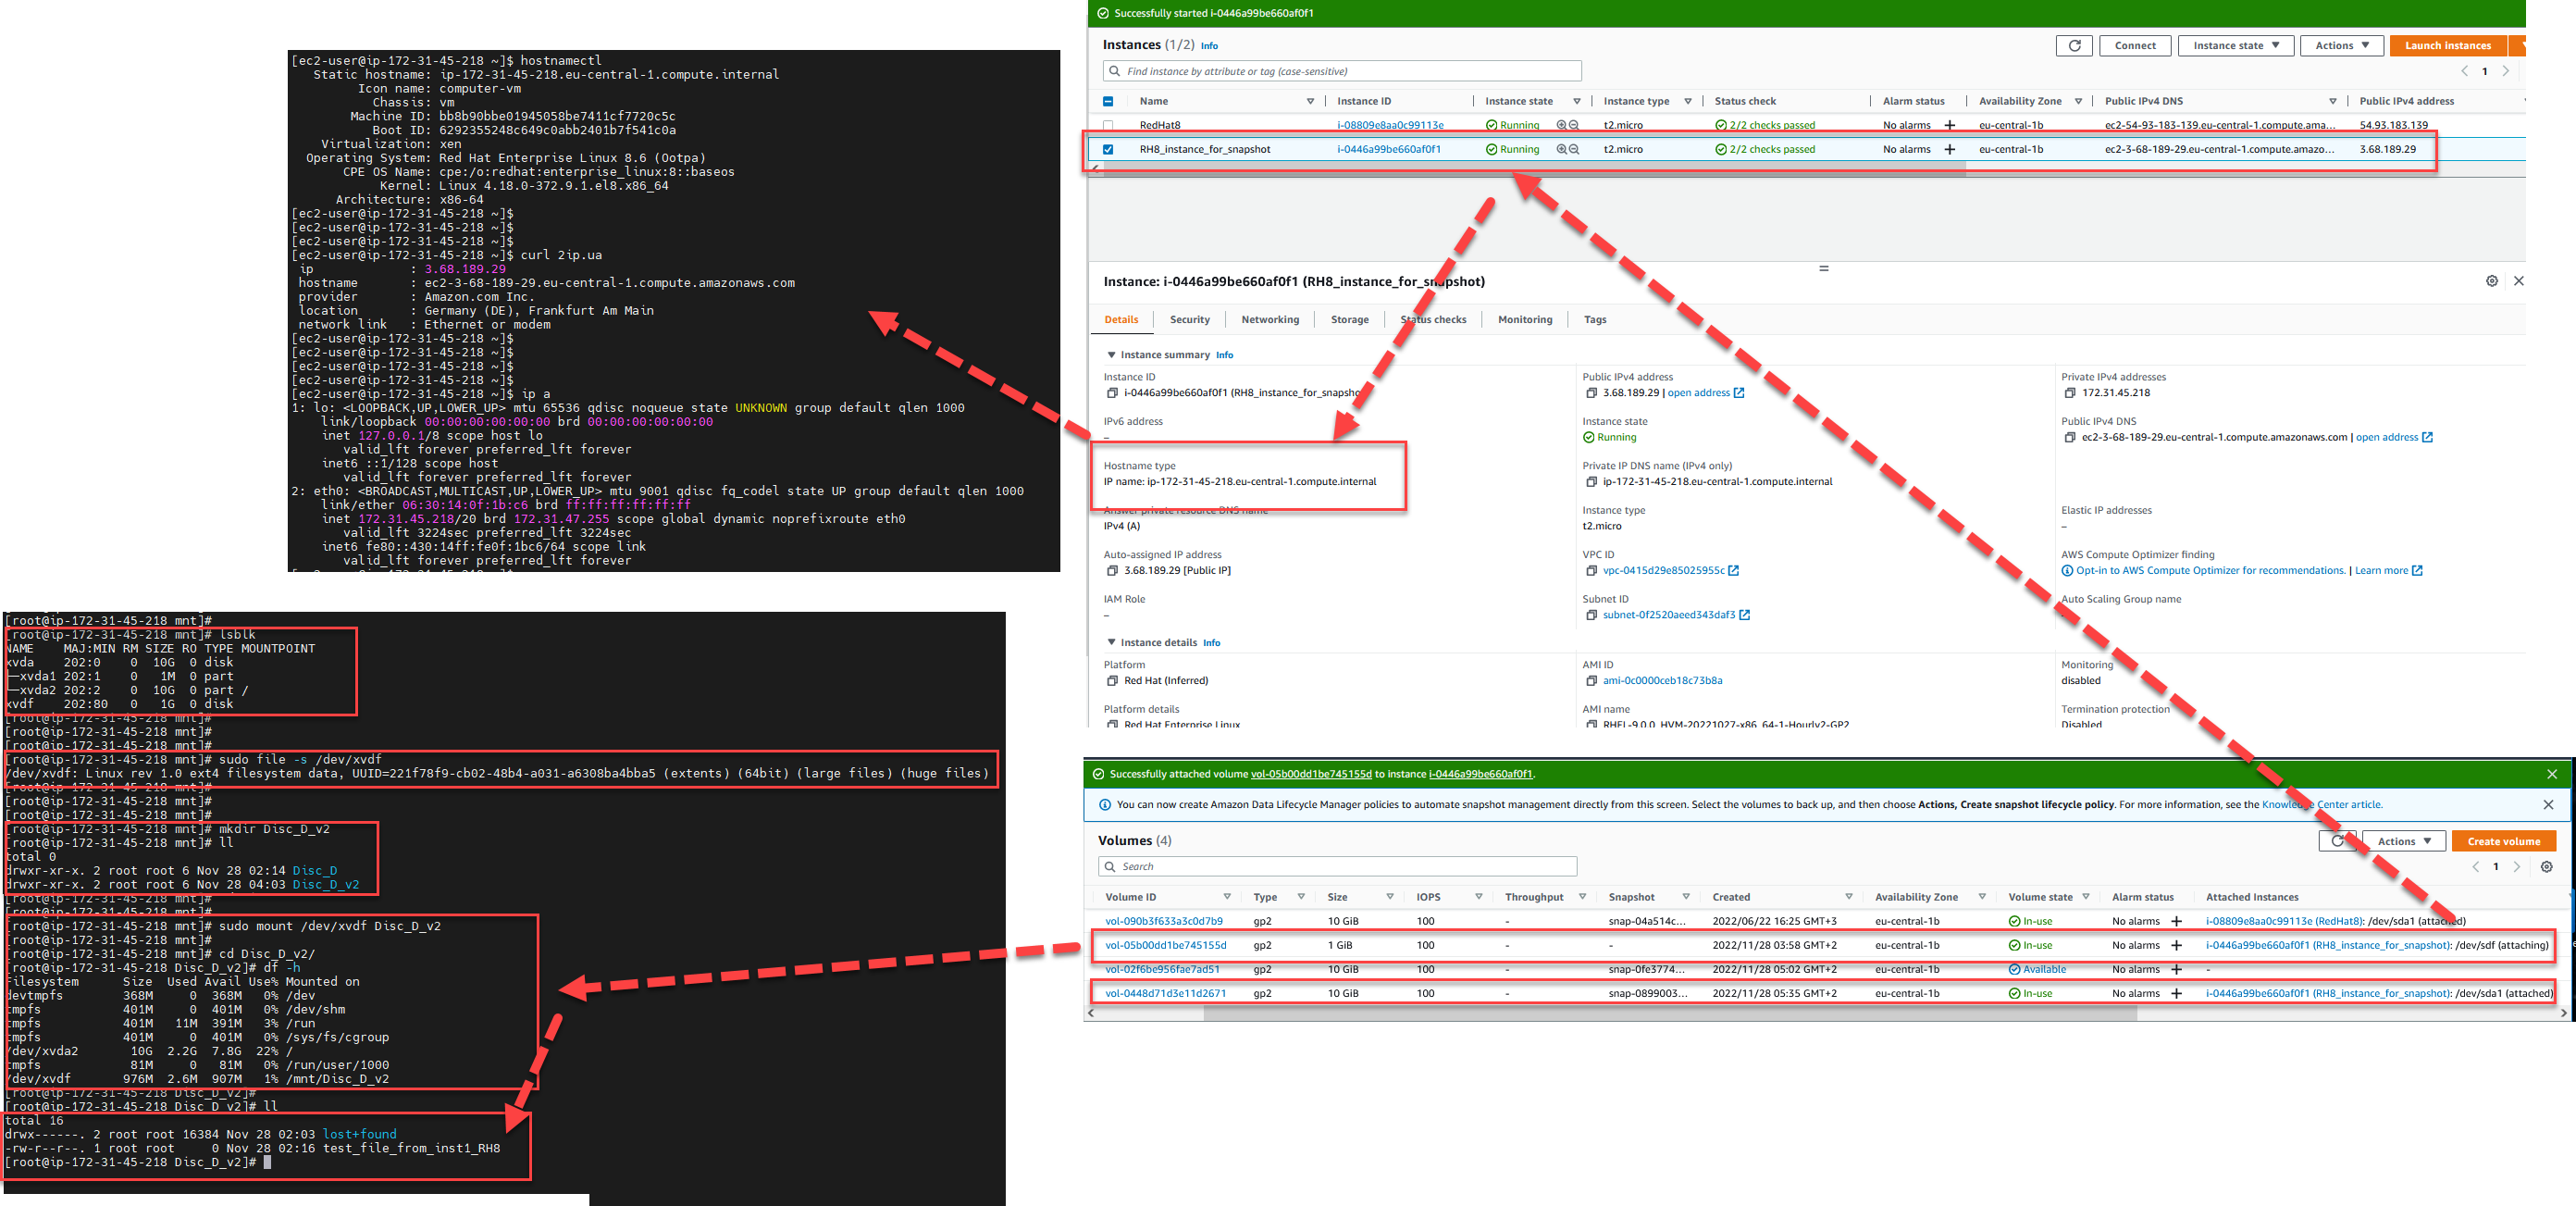 [ec2-user@ip-172-31-45-218 ~]$ hostnamectl
Static hostname: ip-172-31-45-218.eu-central-1.compute.internal
Icon name: computer-vm
Chassis: vm
Machine ID: bb8b90bbe01945058be7411cf7720c5c
Boot ID: 6292355248c649c0abb2401b7f541c0a
Virtualization: xen
Operating System: Red Hat Enterprise Linux 8.6 (Ootpa)
CPE OS Name: cpe:/o:redhat:enterprise_linux:8::baseos
Kernel: Linux 4.18.0-372.9.1.el8.x86_64
Architecture: x86-64
[ec2-user@ip-172-31-45-218 ~]$
[ec2-user@ip-172-31-45-218 ~]$
[ec2-user@ip-172-31-45-218 ~]$
[ec2-user@ip-172-31-45-218 ~]$ curl 2ip.ua
ip : 3.68.189.29
hostname : ec2-3-68-189-29.eu-central-1.compute.amazonaws.com
provider : Amazon.com Inc.
location : Germany (DE), Frankfurt Am Main
network link : Ethernet or modem
[ec2-user@ip-172-31-45-218 ~]$
[ec2-user@ip-172-31-45-218 ~]$
[ec2-user@ip-172-31-45-218 ~]$
[ec2-user@ip-172-31-45-218 ~]$
[ec2-user@ip-172-31-45-218 ~]$ ip a
1: lo: <LOOPBACK,UP,LOWER_UP> mtu 65536 qdisc noqueue state UNKNOWN group default qlen 1000
link/loopback 00:00:00:00:00:00 brd 00:00:00:00:00:00
inet 127.0.0.1/8 scope host lo
valid_lft forever preferred_lft forever
inet6 ::1/128 scope host
valid_lft forever preferred_lft forever
2: eth0: <BROADCAST,MULTICAST,UP,LOWER_UP> mtu 9001 qdisc fq_codel state UP group default qlen 1000
link/ether 06:30:14:0f:1b:c6 brd ff:ff:ff:ff:ff:ff
inet 172.31.45.218/20 brd 172.31.47.255 scope global dynamic noprefixroute eth0
valid_lft 3224sec preferred_lft 3224sec
inet6 fe80::430:14ff:fe0f:1bc6/64 scope link
valid_lft forever preferred_lft forever
Successfully started i-0446a99be660af0f1
Instances (1/2) Info
Connect Instance state Actions Launch instances
Find instance by attribute or tag (case-sensitive)
1
Name Instance ID Instance state Instance type Status check Alarm status Availability Zone Public IPv4 DNS Public IPv4 address
RedHat8 i-08809e8aa0c99113e Running t2.micro 2/2 checks passed No alarms + eu-central-1b ec2-54-93-183-139.eu-central-1.compute.ama... 54.93.183.139
RH8_instance_for_snapshot i-0446a99be660af0f1 Running t2.micro 2/2 checks passed No alarms + eu-central-1b ec2-3-68-189-29.eu-central-1.compute.amazo... 3.68.189.29
Instance: i-0446a99be660af0f1 (RH8_instance_for_snapshot)
Details Security Networking Storage Status checks Monitoring Tags
Instance summary Info
Instance ID Public IPv4 address Private IPv4 addresses
i-0446a99be660af0f1 (RH8_instance_for_snapsho 3.68.189.29 | open address 172.31.45.218
IPv6 address Instance state Public IPv4 DNS
– Running ec2-3-68-189-29.eu-central-1.compute.amazonaws.com | open address
Hostname type Private IP DNS name (IPv4 only)
IP name: ip-172-31-45-218.eu-central-1.compute.internal ip-172-31-45-218.eu-central-1.compute.internal
Answer private resource DNS name Instance type Elastic IP addresses
IPv4 (A) t2.micro –
Auto-assigned IP address VPC ID AWS Compute Optimizer finding
3.68.189.29 [Public IP] vpc-0415d29e85025955c Opt-in to AWS Compute Optimizer for recommendations. | Learn more
IAM Role Subnet ID Auto Scaling Group name
– subnet-0f2520aeed343daf3
Instance details Info
Platform AMI ID Monitoring
Red Hat (Inferred) ami-0c0000ceb18c73b8a disabled
Platform details AMI name Termination protection
Red Hat Enterprise Linux RHEL-9.0.0_HVM-20221027-x86_64-1-Hourly2-GP2 Disabled
[root@ip-172-31-45-218 mnt]#
[root@ip-172-31-45-218 mnt]# lsblk
NAME MAJ:MIN RM SIZE RO TYPE MOUNTPOINT
xvda 202:0 0 10G 0 disk
├─xvda1 202:1 0 1M 0 part
└─xvda2 202:2 0 10G 0 part /
xvdf 202:80 0 1G 0 disk
[root@ip-172-31-45-218 mnt]#
[root@ip-172-31-45-218 mnt]#
[root@ip-172-31-45-218 mnt]#
[root@ip-172-31-45-218 mnt]# sudo file -s /dev/xvdf
/dev/xvdf: Linux rev 1.0 ext4 filesystem data, UUID=221f78f9-cb02-48b4-a031-a6308ba4bba5 (extents) (64bit) (large files) (huge files)
[root@ip-172-31-45-218 mnt]#
[root@ip-172-31-45-218 mnt]#
[root@ip-172-31-45-218 mnt]#
[root@ip-172-31-45-218 mnt]# mkdir Disc_D_v2
[root@ip-172-31-45-218 mnt]# ll
total 0
drwxr-xr-x. 2 root root 6 Nov 28 02:14 Disc_D
drwxr-xr-x. 2 root root 6 Nov 28 04:03 Disc_D_v2
[root@ip-172-31-45-218 mnt]#
[root@ip-172-31-45-218 mnt]#
[root@ip-172-31-45-218 mnt]# sudo mount /dev/xvdf Disc_D_v2
[root@ip-172-31-45-218 mnt]#
[root@ip-172-31-45-218 mnt]# cd Disc_D_v2/
[root@ip-172-31-45-218 Disc_D_v2]# df -h
Filesystem Size Used Avail Use% Mounted on
devtmpfs 368M 0 368M 0% /dev
tmpfs 401M 0 401M 0% /dev/shm
tmpfs 401M 11M 391M 3% /run
tmpfs 401M 0 401M 0% /sys/fs/cgroup
/dev/xvda2 10G 2.2G 7.8G 22% /
tmpfs 81M 0 81M 0% /run/user/1000
/dev/xvdf 976M 2.6M 907M 1% /mnt/Disc_D_v2
[root@ip-172-31-45-218 Disc_D_v2]#
[root@ip-172-31-45-218 Disc_D_v2]# ll
total 16
drwx------. 2 root root 16384 Nov 28 02:03 lost+found
-rw-r--r--. 1 root root 0 Nov 28 02:16 test_file_from_inst1_RH8
[root@ip-172-31-45-218 Disc_D_v2]#
Successfully attached volume vol-05b00dd1be745155d to instance i-0446a99be660af0f1.
You can now create Amazon Data Lifecycle Manager policies to automate snapshot management directly from this screen. Select the volumes to back up, and then choose Actions, Create snapshot lifecycle policy. For more information, see the Knowledge Center article.
Volumes (4)
Actions Create volume
Search
1
Volume ID Type Size IOPS Throughput Snapshot Created Availability Zone Volume state Alarm status Attached Instances
vol-090b3f633a3c0d7b9 gp2 10 GiB 100 - snap-04a514c... 2022/06/22 16:25 GMT+3 eu-central-1b In-use No alarms + i-08809e8aa0c99113e (RedHat8): /dev/sda1 (attached)
vol-05b00dd1be745155d gp2 1 GiB 100 - - 2022/11/28 03:58 GMT+2 eu-central-1b In-use No alarms + i-0446a99be660af0f1 (RH8_instance_for_snapshot): /dev/sdf (attaching)
vol-02f6be956fae7ad51 gp2 10 GiB 100 - snap-0fe3774... 2022/11/28 05:02 GMT+2 eu-central-1b Available No alarms + -
vol-0448d71d3e11d2671 gp2 10 GiB 100 - snap-0899003... 2022/11/28 05:35 GMT+2 eu-central-1b In-use No alarms + i-0446a99be660af0f1 (RH8_instance_for_snapshot): /dev/sda1 (attached)